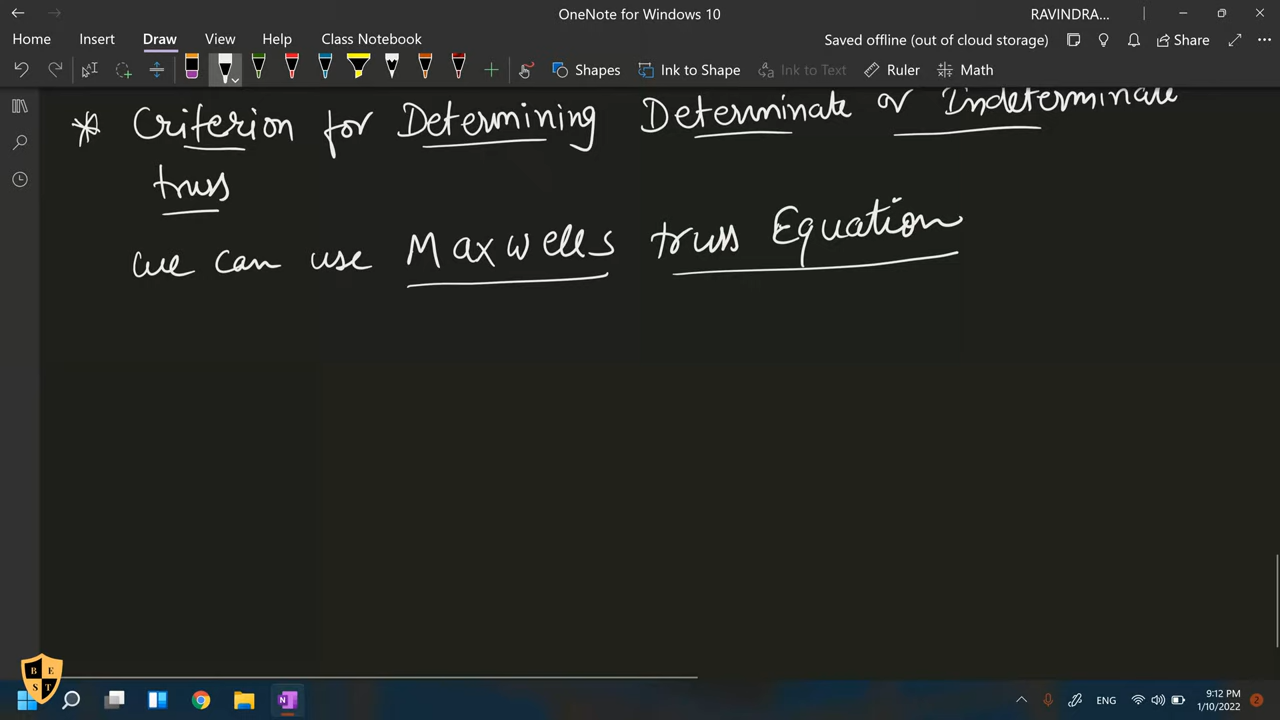 OneNote for Windows 10
RAVINDRA...
Home Insert Draw View Help Class Notebook
Saved offline (out of cloud storage) Share
Shapes Ink to Shape Ink to Text Ruler Math
* Criterion for Determining Determinate or Indeterminate
truss
we can use Maxwells truss Equation
B E
S T
ENG
9:12 PM
1/10/2022
2